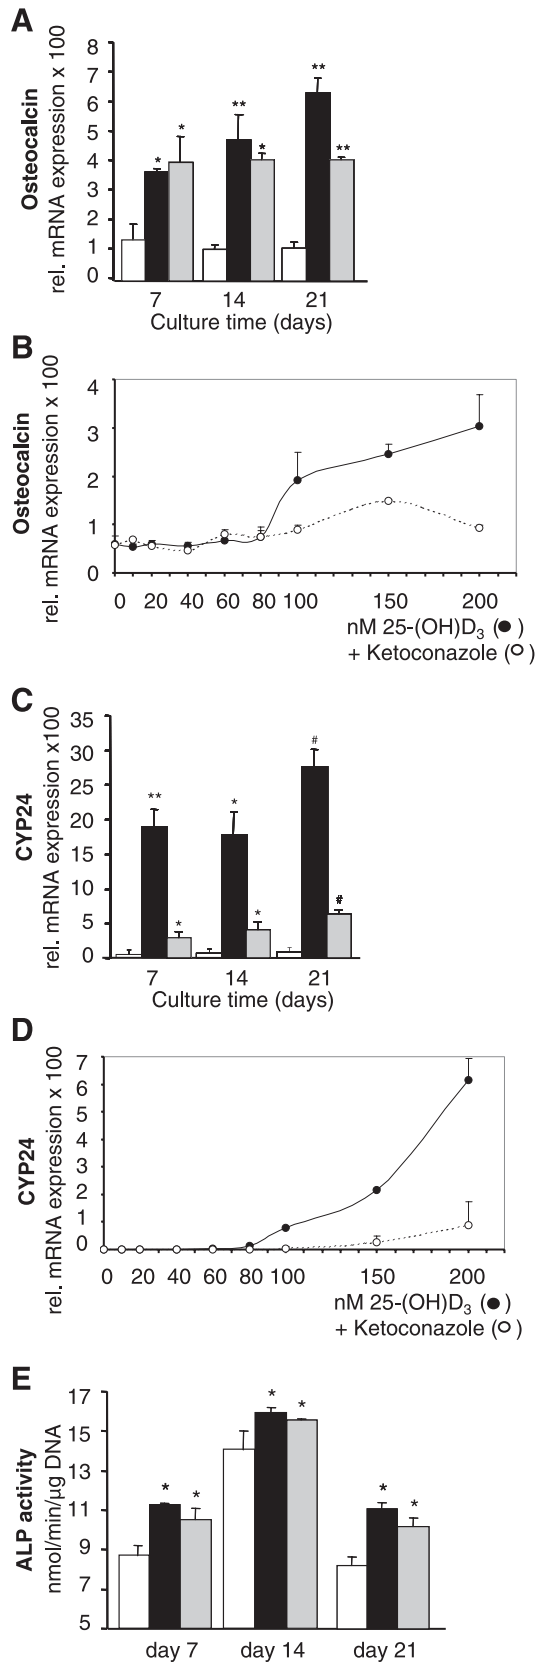 A
Osteocalcin
rel. mRNA expression x 100
8
7
6
5
4
3
2
1
0
* * ** * ** **
7 14 21
Culture time (days)
B
Osteocalcin
rel. mRNA expression x 100
4
3
2
1
0
0 20 40 60 80 100 150 200
nM 25-(OH)D3 (● )
+ Ketoconazole (○ )
C
CYP24
rel. mRNA expression x100
35
30
25
20
15
10
5
0
** * * * # #
7 14 21
Culture time (days)
D
CYP24
rel. mRNA expression x 100
7
6
5
4
3
2
1
0
0 20 40 60 80 100 150 200
nM 25-(OH)D3 (● )
+ Ketoconazole (○ )
E
ALP activity
nmol/min/µg DNA
17
15
13
11
9
7
5
* * * * * *
day 7 day 14 day 21